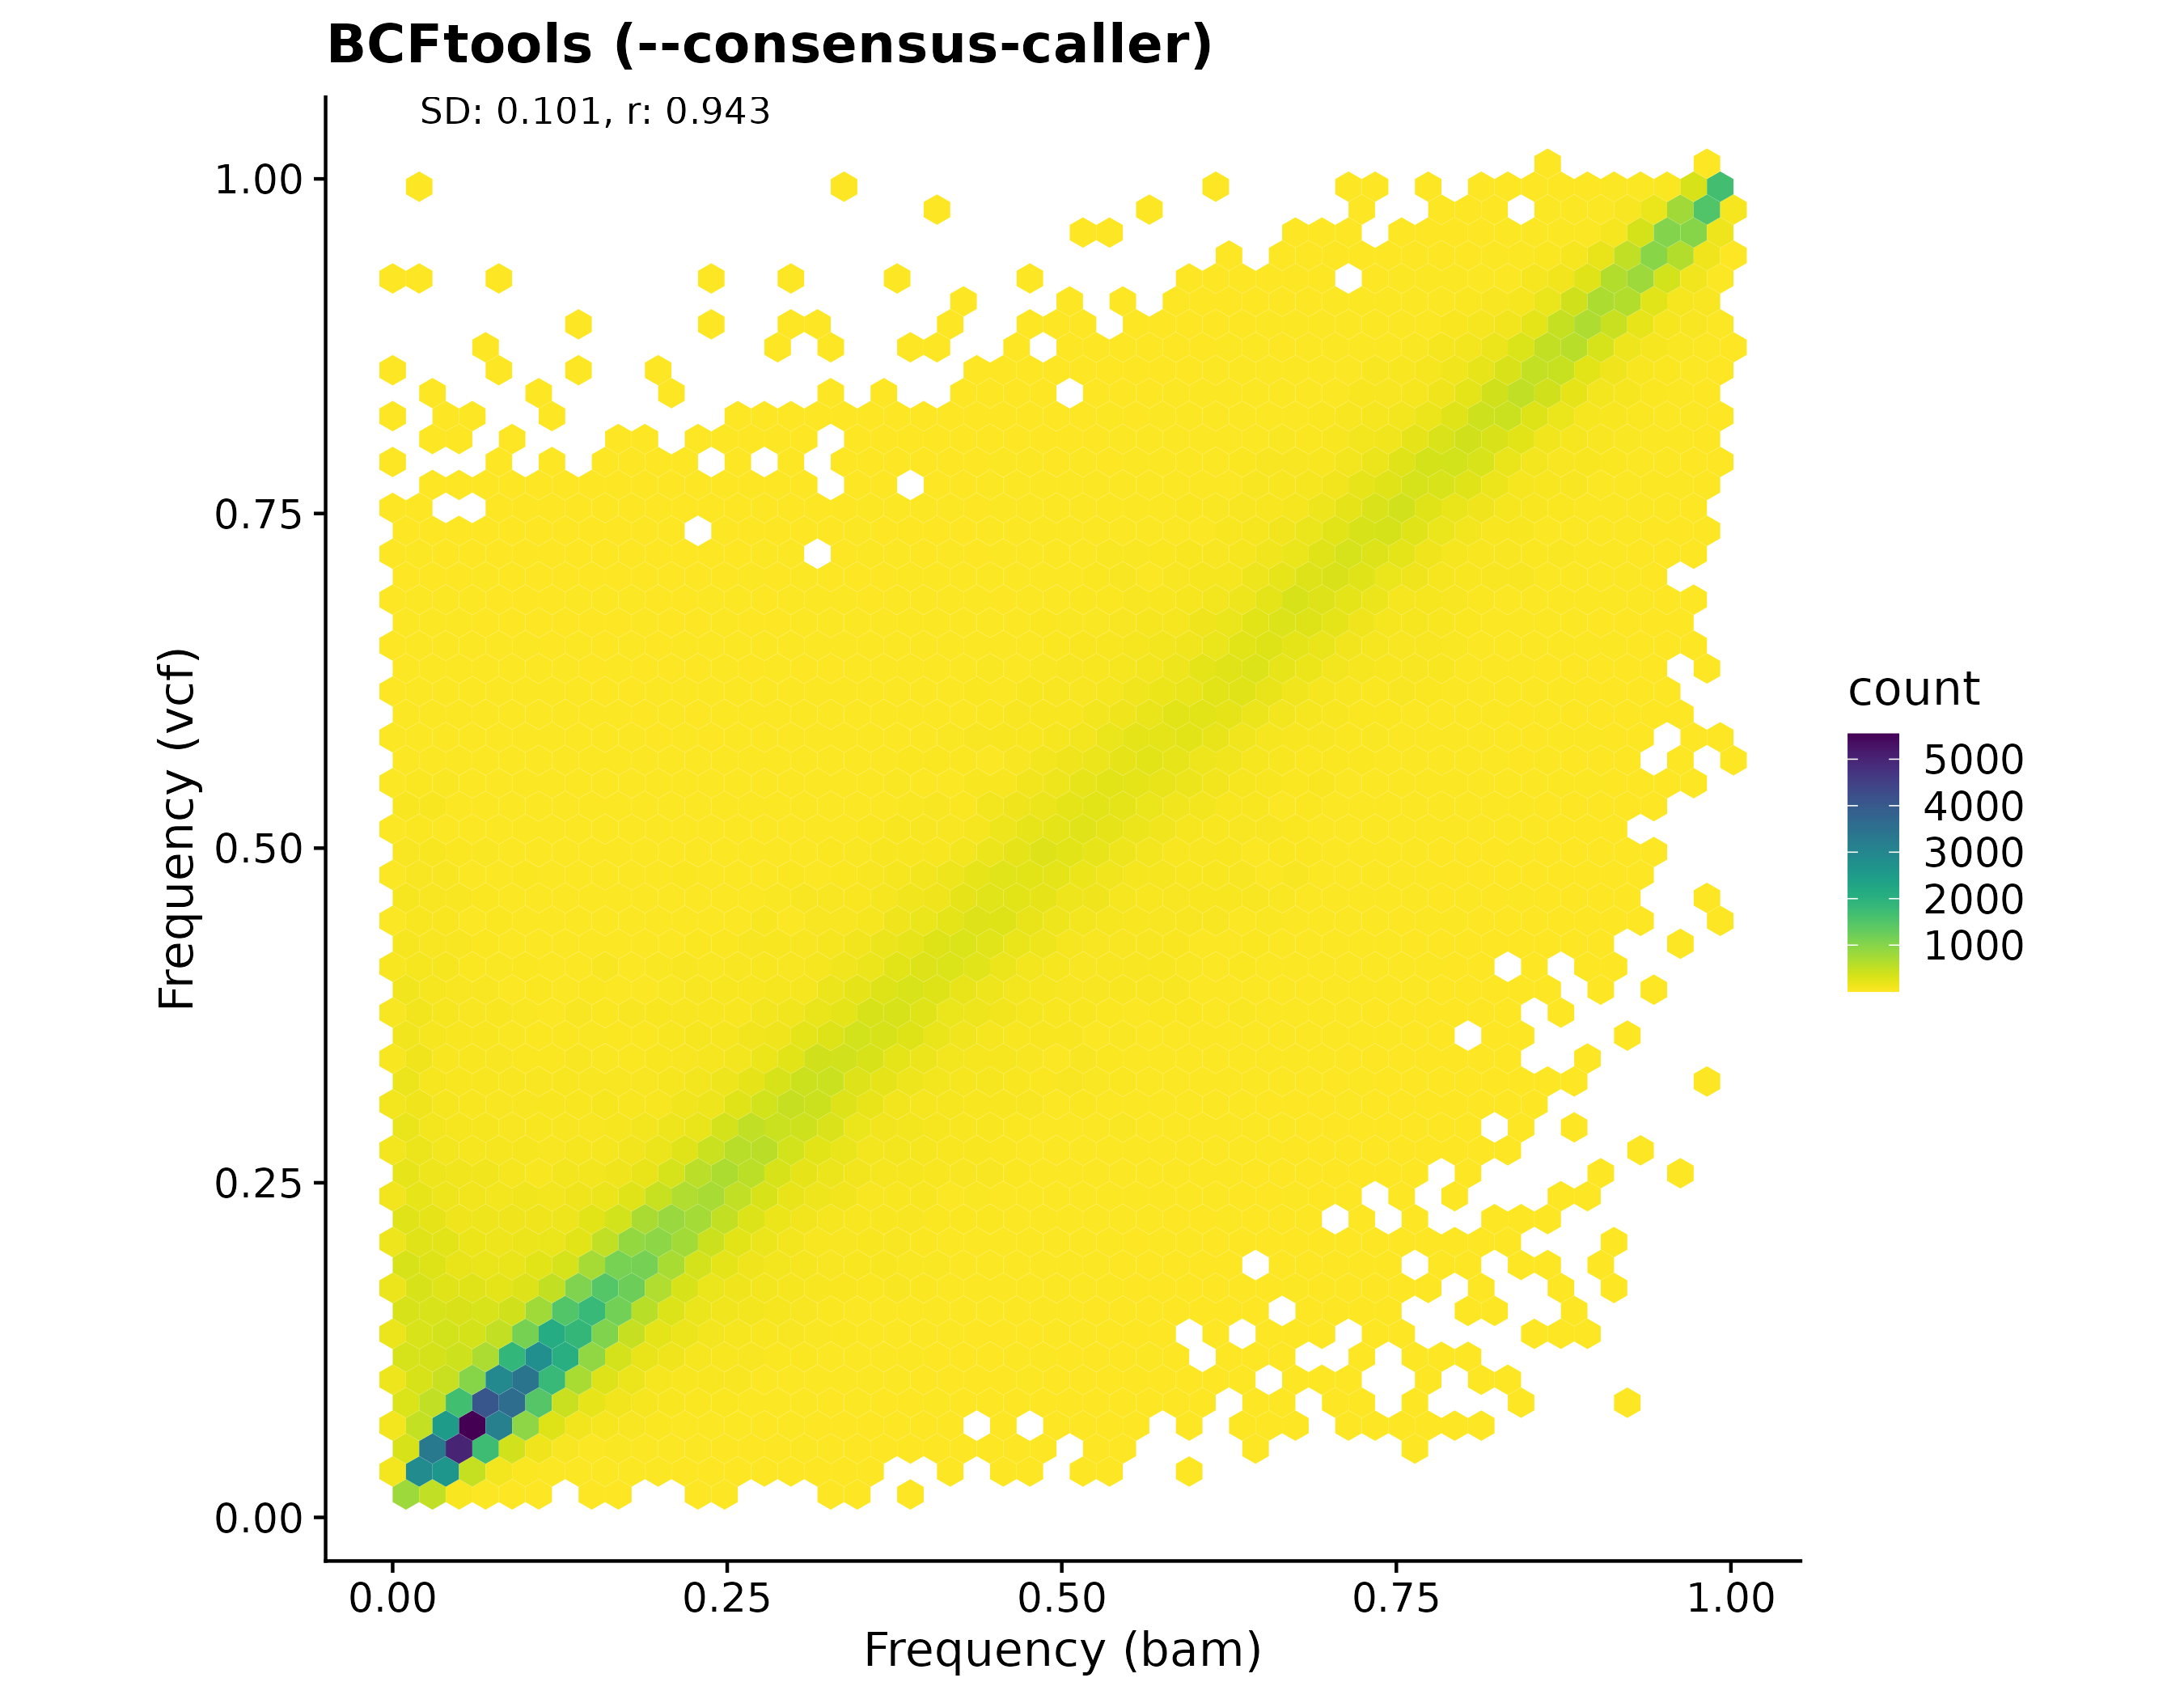 BCFtools (--consensus-caller)
SD: 0.101, r: 0.943
1.00
0.75
0.50
0.25
0.00
Frequency (vcf)
0.00 0.25 0.50 0.75 1.00
Frequency (bam)
count
5000
4000
3000
2000
1000